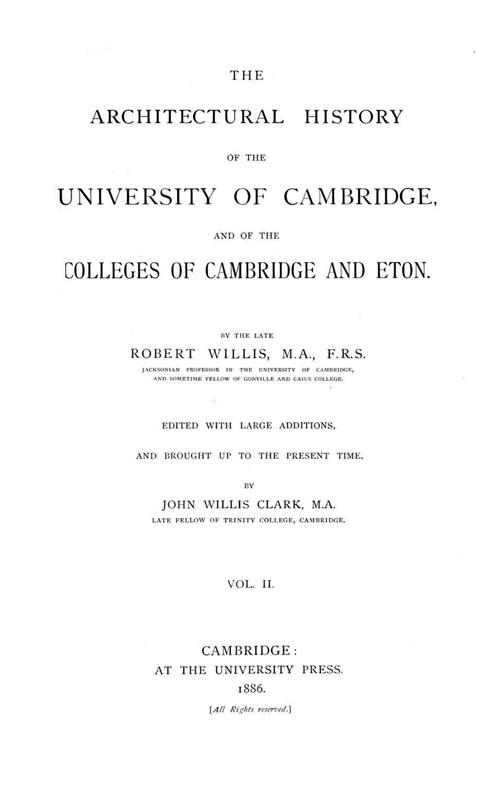 THE
ARCHITECTURAL HISTORY
OF THE
UNIVERSITY OF CAMBRIDGE,
AND OF THE
COLLEGES OF CAMBRIDGE AND ETON.
BY THE LATE
ROBERT WILLIS, M.A., F.R.S.
JACKSONIAN PROFESSOR IN THE UNIVERSITY OF CAMBRIDGE,
AND SOMETIME FELLOW OF GONVILLE AND CAIUS COLLEGE.
EDITED WITH LARGE ADDITIONS,
AND BROUGHT UP TO THE PRESENT TIME,
BY
JOHN WILLIS CLARK, M.A.
LATE FELLOW OF TRINITY COLLEGE, CAMBRIDGE.
VOL. II.
CAMBRIDGE:
AT THE UNIVERSITY PRESS.
1886.
[All Rights reserved.]